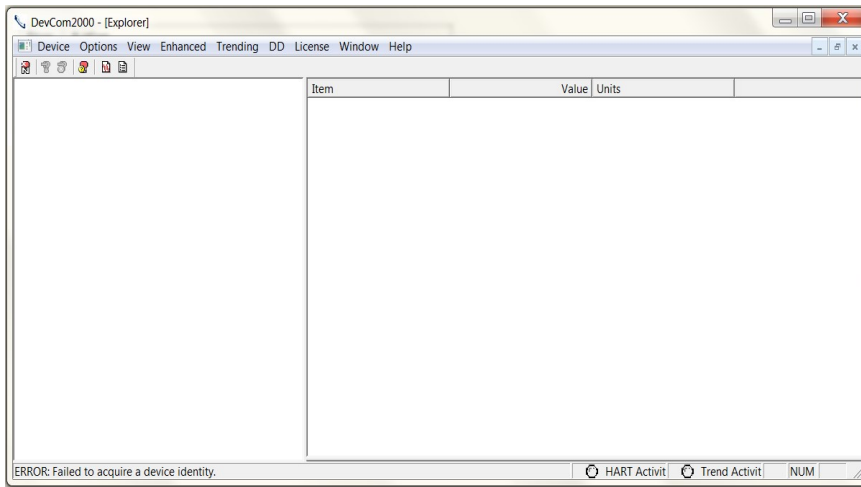 DevCom2000 - [Explorer]
Device Options View Enhanced Trending DD License Window Help
Item Value Units
ERROR: Failed to acquire a device identity. HART Activit Trend Activit NUM